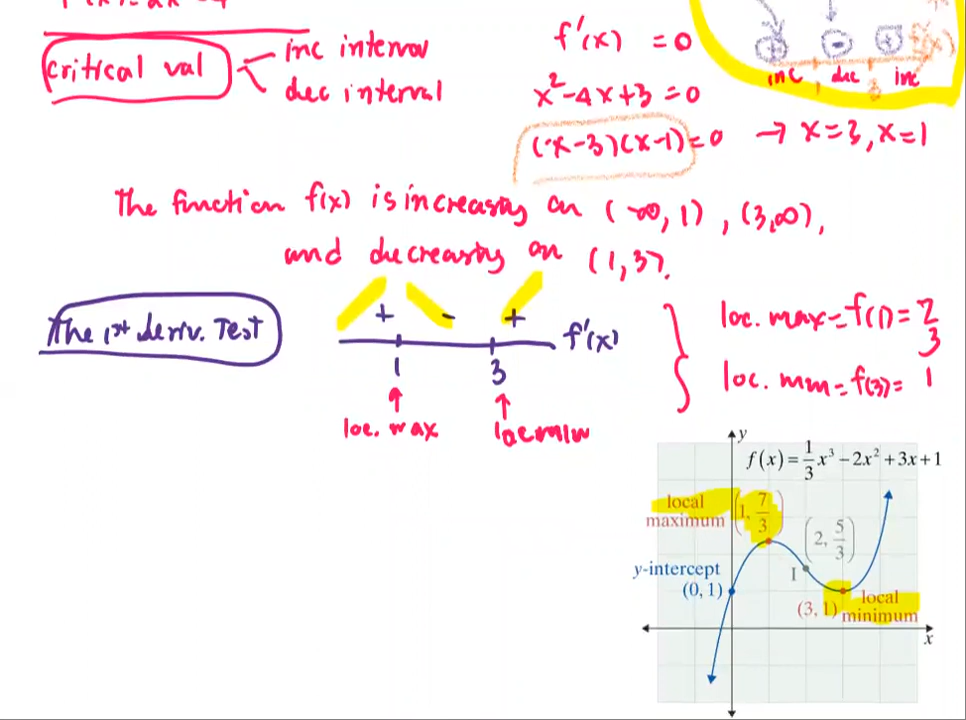 critical val
inc interval
dec interval
f'(x) = 0
x²-4x+3=0
(x-3)(x-1)=0 → x=3, x=1
+ - +
inc dec inc
The function f(x) is increasing on (-∞, 1), (3,∞),
and decreasing on (1,3).
The 1st deriv. Test
+ - +
f'(x)
1 3
loc. max loc min
loc. max = f(1) = 7/3
loc. min = f(3) = 1
y
f(x) = 1/3 x³ − 2x² + 3x + 1
local
maximum
(1, 7/3)
(2, 5/3)
I
y-intercept
(0, 1)
(3, 1)
local
minimum
x